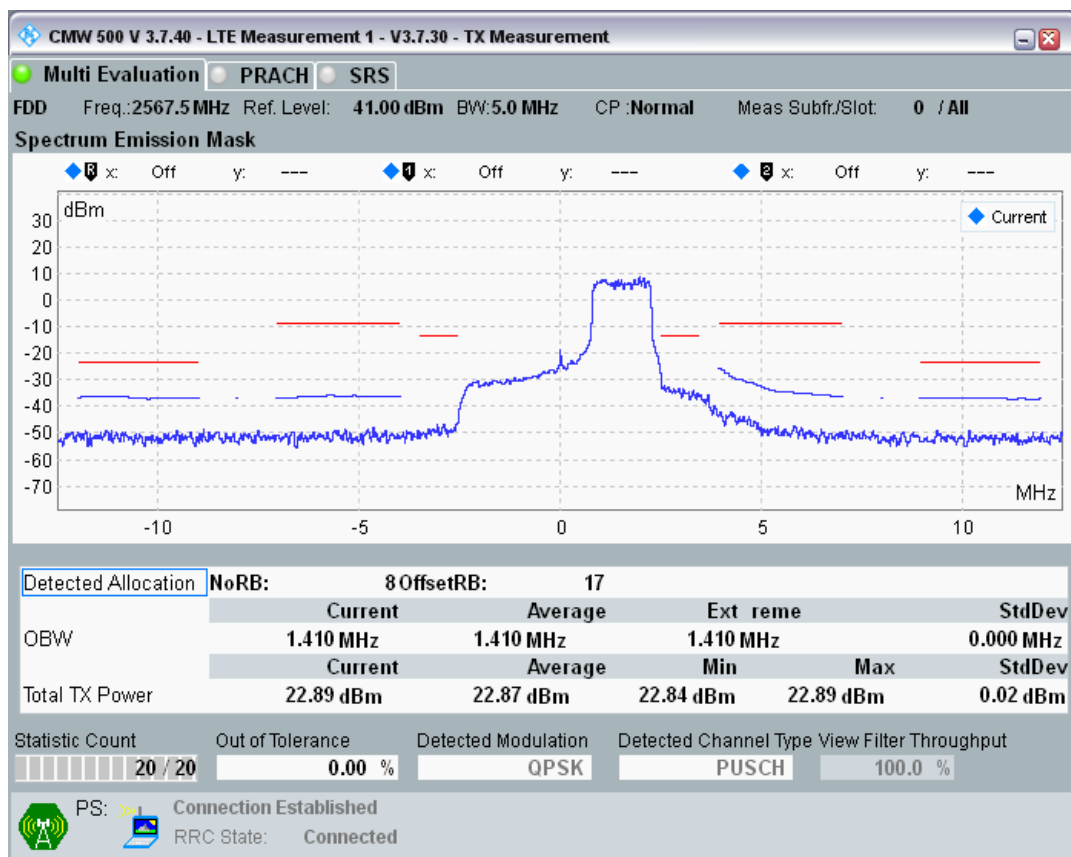 CMW 500 V 3.7.40 - LTE Measurement 1 - V3.7.30 - TX Measurement
Multi Evaluation PRACH SRS
FDD Freq.:2567.5 MHz Ref. Level: 41.00 dBm BW:5.0 MHz CP :Normal Meas Subfr./Slot: 0 / All
Spectrum Emission Mask
R x: Off y: --- 1 x: Off y: --- 2 x: Off y: ---
dBm
Current
30
20
10
0
-10
-20
-30
-40
-50
-60
-70
MHz
-10 -5 0 5 10
Detected Allocation NoRB: 8 OffsetRB: 17
Current Average Ext reme StdDev
OBW 1.410 MHz 1.410 MHz 1.410 MHz 0.000 MHz
Current Average Min Max StdDev
Total TX Power 22.89 dBm 22.87 dBm 22.84 dBm 22.89 dBm 0.02 dBm
Statistic Count Out of Tolerance Detected Modulation Detected Channel Type View Filter Throughput
20 / 20 0.00 % QPSK PUSCH 100.0 %
PS: Connection Established
RRC State: Connected